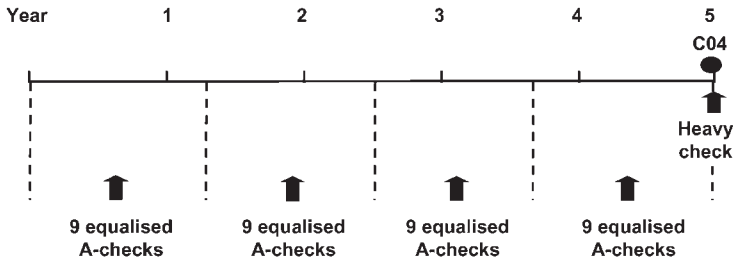 Year 1 2 3 4 5
C04
Heavy
check
9 equalised
A-checks
9 equalised
A-checks
9 equalised
A-checks
9 equalised
A-checks